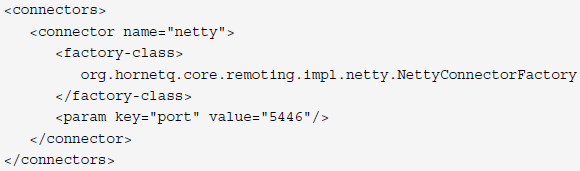 <connectors>
<connector name="netty">
<factory-class>
org.hornetq.core.remoting.impl.netty.NettyConnectorFactory
</factory-class>
<param key="port" value="5446"/>
</connector>
</connectors>